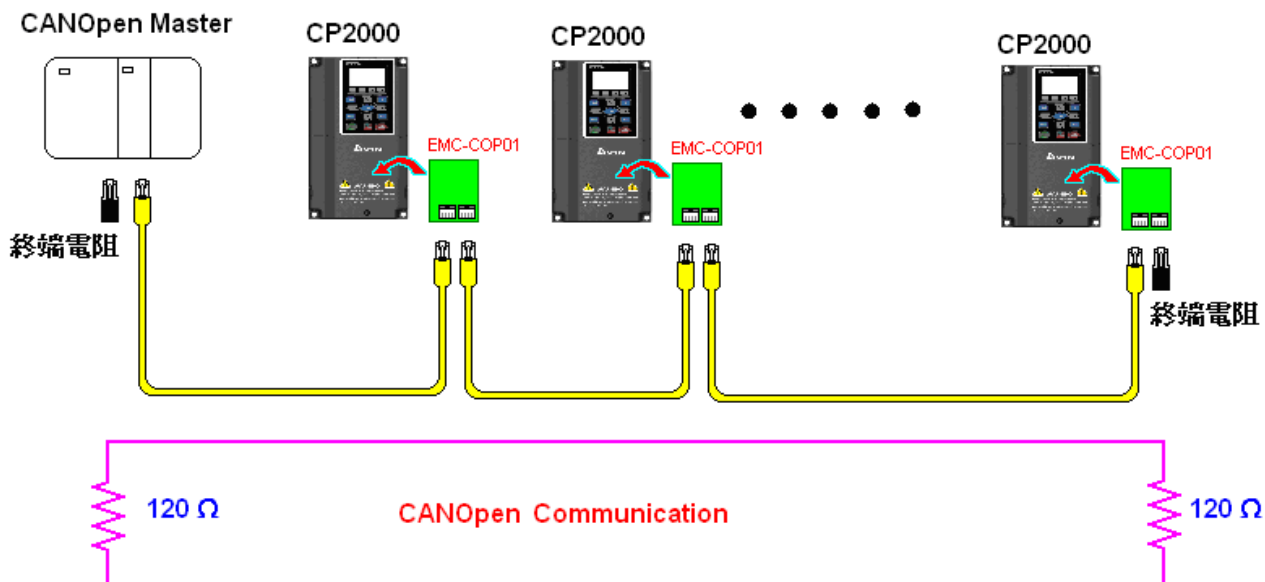 CANOpen Master
CP2000
CP2000
CP2000
EMC-COP01
EMC-COP01
EMC-COP01
終端電阻
終端電阻
120 Ω
CANOpen Communication
120 Ω